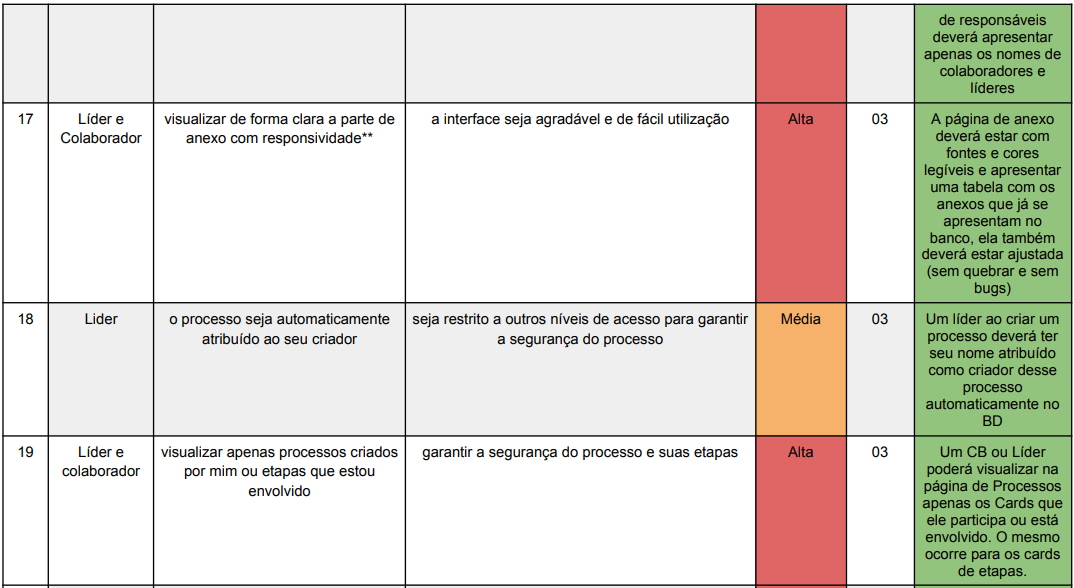 de responsáveis
deverá apresentar
apenas os nomes de
colaboradores e
líderes
17
Líder e
Colaborador
visualizar de forma clara a parte de
anexo com responsividade**
a interface seja agradável e de fácil utilização
Alta
03
A página de anexo
deverá estar com
fontes e cores
legíveis e apresentar
uma tabela com os
anexos que já se
apresentam no
banco, ela também
deverá estar ajustada
(sem quebrar e sem
bugs)
18
Lider
o processo seja automaticamente
atribuído ao seu criador
seja restrito a outros níveis de acesso para garantir
a segurança do processo
Média
03
Um líder ao criar um
processo deverá ter
seu nome atribuído
como criador desse
processo
automaticamente no
BD
19
Líder e
colaborador
visualizar apenas processos criados
por mim ou etapas que estou
envolvido
garantir a segurança do processo e suas etapas
Alta
03
Um CB ou Líder
poderá visualizar na
página de Processos
apenas os Cards que
ele participa ou está
envolvido. O mesmo
ocorre para os cards
de etapas.